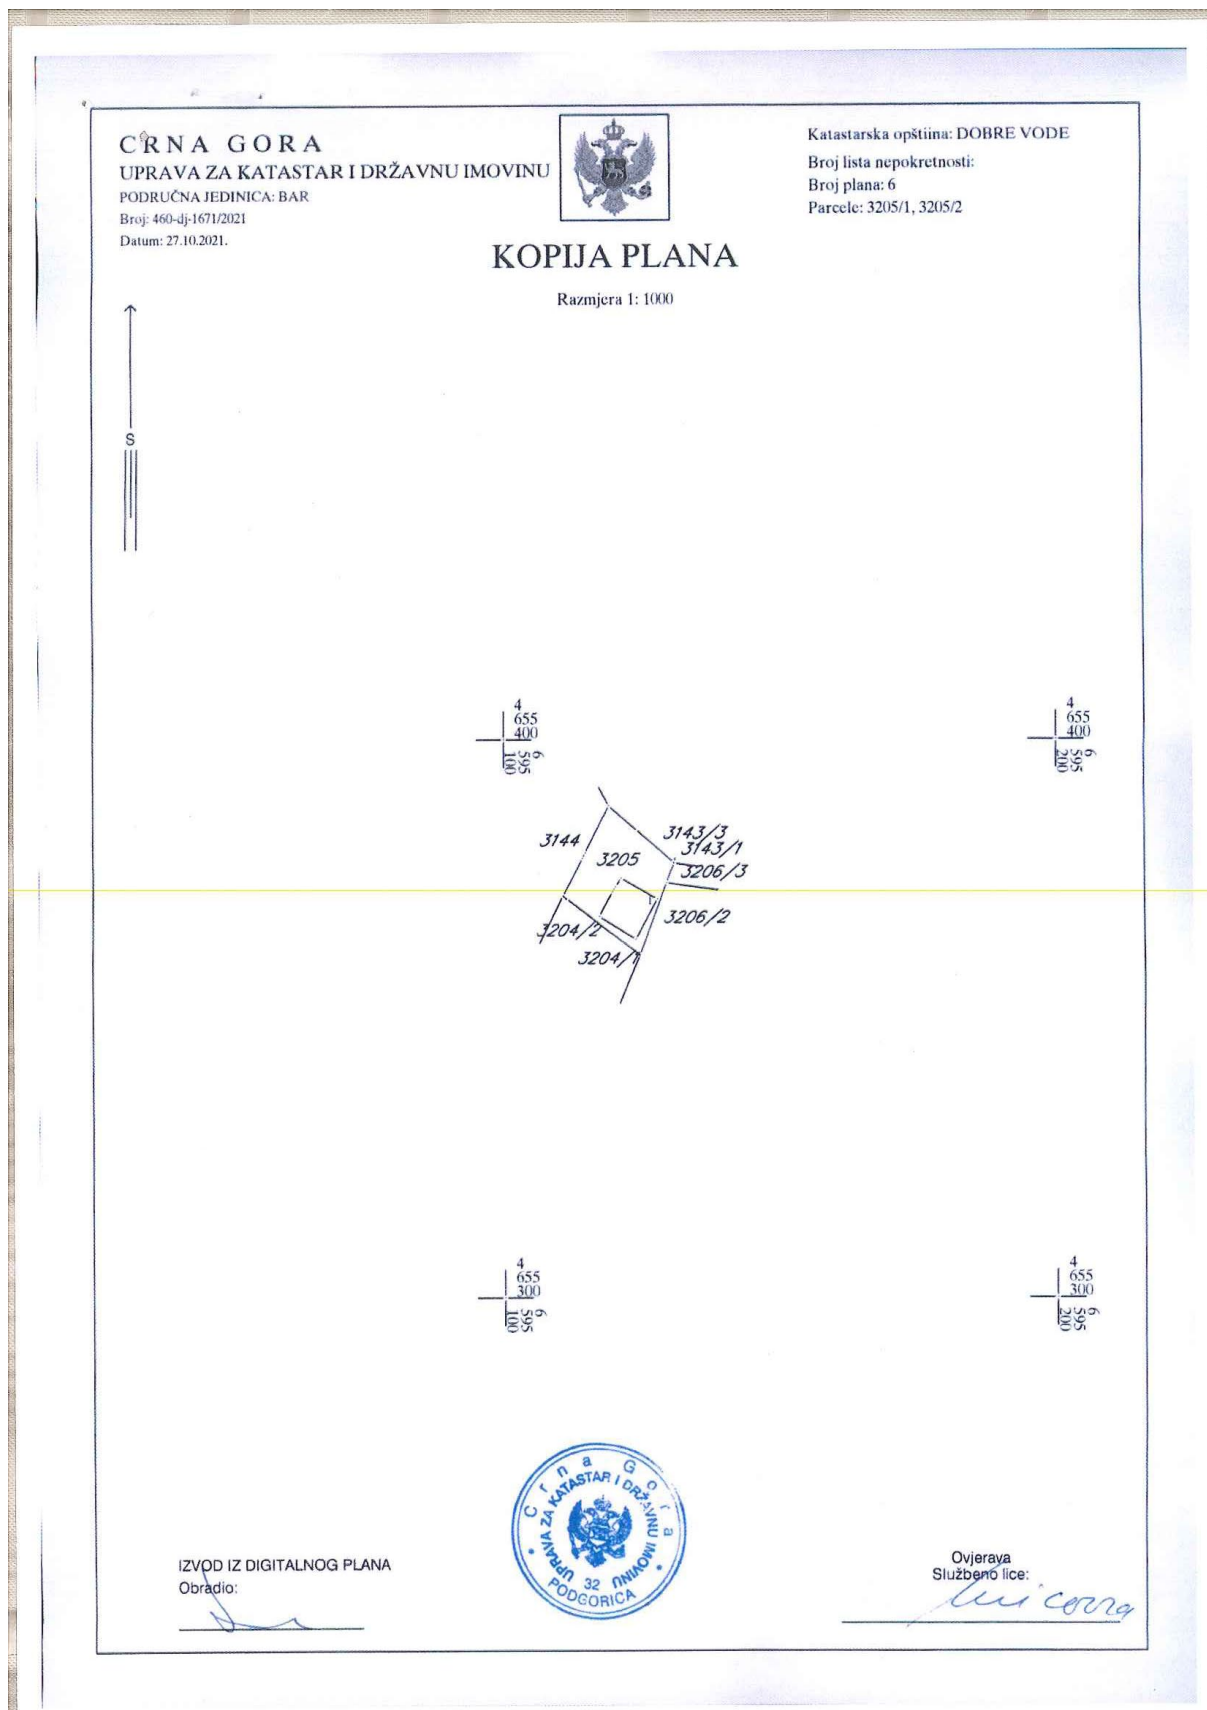 CRNA GORA
UPRAVA ZA KATASTAR I DRŽAVNU IMOVINU
PODRUČNA JEDINICA: BAR
Broj: 460-dj-1671/2021
Datum: 27.10.2021.
Katastarska opštiina: DOBRE VODE
Broj lista nepokretnosti:
Broj plana: 6
Parcele: 3205/1, 3205/2
KOPIJA PLANA
Razmjera 1: 1000
S
4
655
400
6
595
100
4
655
400
6
595
200
3144
3143/3
3143/1
3205
3206/3
3206/2
3204/2
3204/1
4
655
300
6
595
100
4
655
300
6
595
200
Crna Gora
UPRAVA ZA KATASTAR I DRŽAVNU IMOVINU
32
PODGORICA
IZVOD IZ DIGITALNOG PLANA
Obradio:
Ovjerava
Službeno lice: